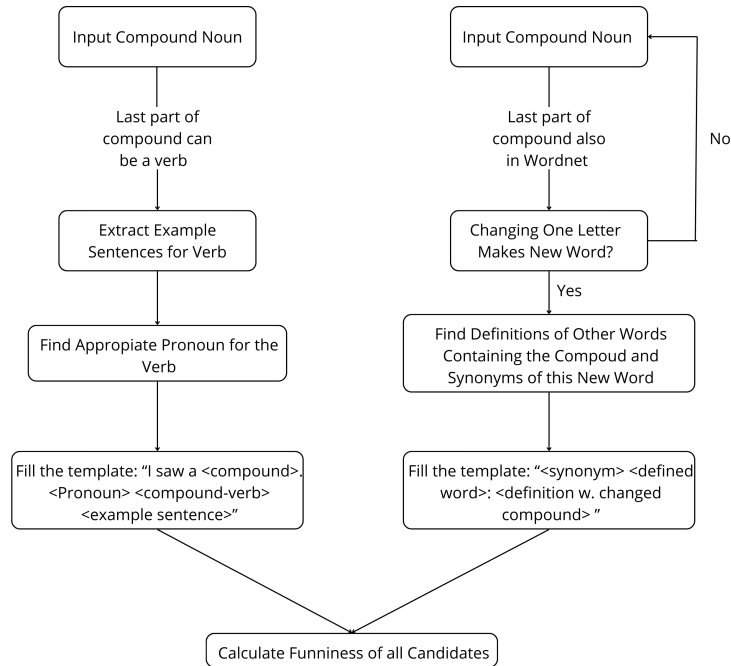 Input Compound Noun
Last part of
compound can
be a verb
Extract Example
Sentences for Verb
Find Appropiate Pronoun for the
Verb
Fill the template: “I saw a <compound>.
<Pronoun> <compound-verb>
<example sentence>”
Input Compound Noun
Last part of
compound also
in Wordnet
No
Changing One Letter
Makes New Word?
Yes
Find Definitions of Other Words
Containing the Compoud and
Synonyms of this New Word
Fill the template: “<synonym> <defined
word>: <definition w. changed
compound> ”
Calculate Funniness of all Candidates